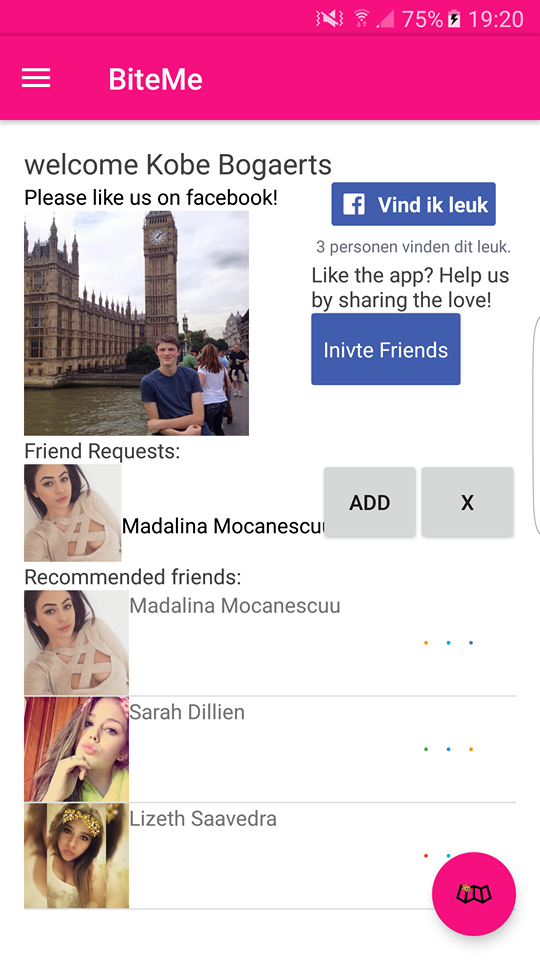 75% 19:20
BiteMe
welcome Kobe Bogaerts
Please like us on facebook!
Vind ik leuk
3 personen vinden dit leuk.
Like the app? Help us
by sharing the love!
Inivte Friends
Friend Requests:
Madalina Mocanescuu
ADD
X
Recommended friends:
Madalina Mocanescuu
Sarah Dillien
Lizeth Saavedra